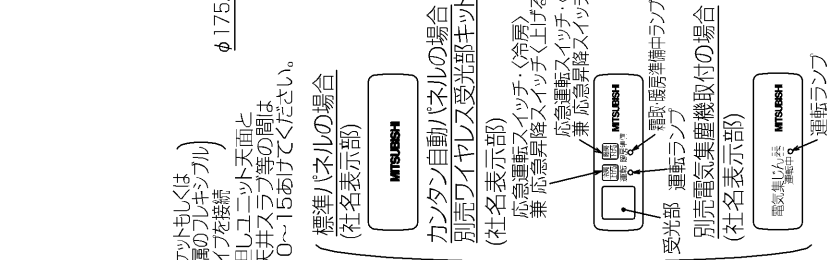 ケットもしくは
属のフレキシブル)
イプを接続
但しユニット天面と
天井スラブ等の間は
0~15あけてください。
φ175.
標準パネルの場合
(社名表示部)
MITSUBISHI
カンタン自動パネルの場合
別売ワイヤレス受光部キット
(社名表示部)
応急運転スイッチ・〈冷房〉
兼 応急昇降スイッチ〈上げる
応急運転スイッチ・〈
兼 応急昇降スイッチ
MITSUBISHI
霜取・暖房準備中ランプ
運転ランプ
受光部
別売電気集塵機取付の場合
(社名表示部)
MITSUBISHI
電気集じん
運転中
運転ランプ